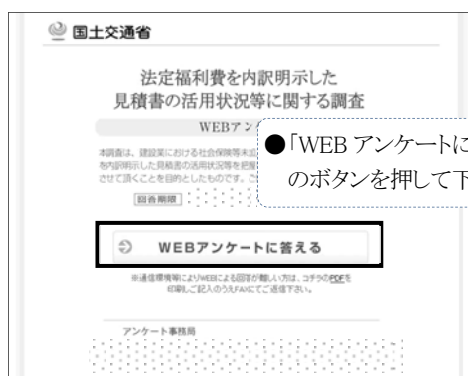 国土交通省
法定福利費を内訳明示した
見積書の活用状況等に関する調査
WEBアン
●「WEB アンケートに
のボタンを押して下
本調査は、建設業における社会保険等未
を内訳明示した見積書の活用状況等を把握
させて頂くことを目的としたものです。
回答期限
WEBアンケートに答える
※通信環境等によりWEBによる回答が難しい方は、コチラのPDFを
印刷しご記入のうえFAXにてご返信下さい。
アンケート事務局